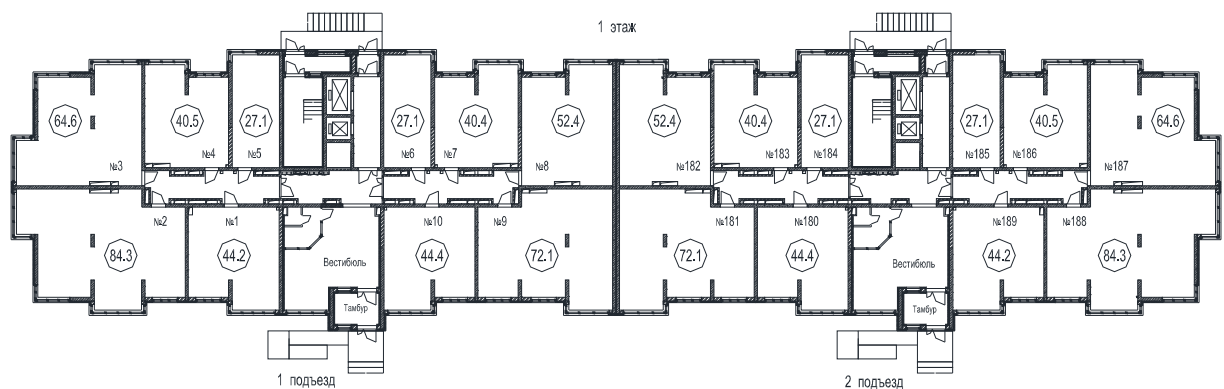 1 этаж
64.6 40.5 27.1 27.1 40.4 52.4 52.4 40.4 27.1 27.1 40.5 64.6
№3 №4 №5 №6 №7 №8 №182 №183 №184 №185 №186 №187
№2 №1 №10 №9 №181 №180 №189 №188
84.3 44.2 Вестибюль 44.4 72.1 72.1 44.4 Вестибюль 44.2 84.3
Тамбур Тамбур
1 подъезд 2 подъезд